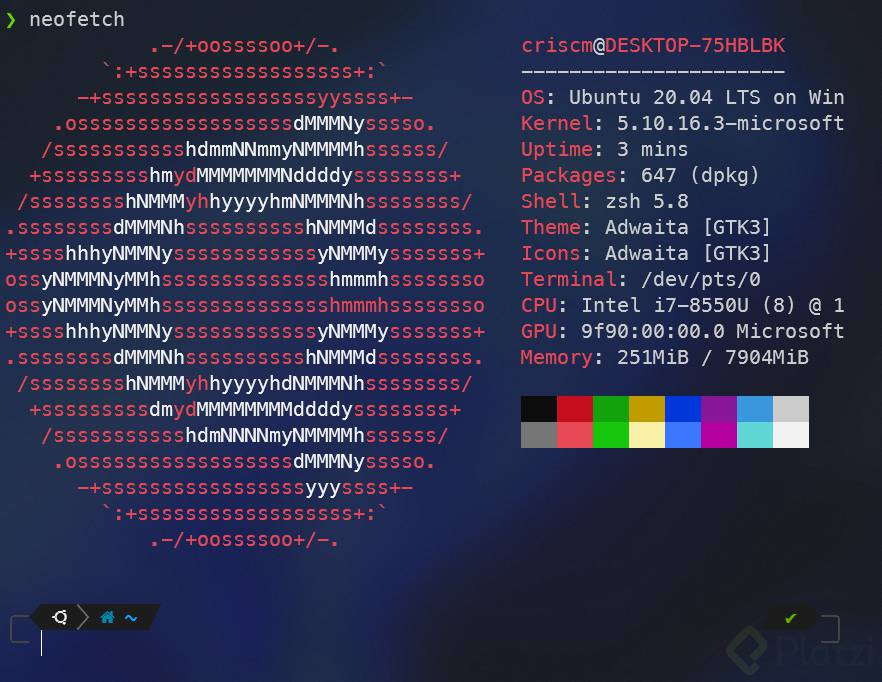 ❯ neofetch
.-/+oossssoo+/-. criscm@DESKTOP-75HBLBK
`:+ssssssssssssssssss+:` ----------------------
-+ssssssssssssssssssyyssss+- OS: Ubuntu 20.04 LTS on Win
.ossssssssssssssssssdMMMNysssso. Kernel: 5.10.16.3-microsoft
/ssssssssssshdmmNNmmyNMMMMhssssss/ Uptime: 3 mins
+ssssssssshmydMMMMMMMNddddyssssssss+ Packages: 647 (dpkg)
/sssssssshNMMMyhhyyyyhmNMMMNhssssssss/ Shell: zsh 5.8
.ssssssssdMMMNhsssssssssshNMMMdssssssss. Theme: Adwaita [GTK3]
+sssshhhyNMMNyssssssssssssyNMMMysssssss+ Icons: Adwaita [GTK3]
ossyNMMMNyMMhsssssssssssssshmmmhssssssso Terminal: /dev/pts/0
ossyNMMMNyMMhsssssssssssssshmmmhssssssso CPU: Intel i7-8550U (8) @ 1
+sssshhhyNMMNyssssssssssssyNMMMysssssss+ GPU: 9f90:00:00.0 Microsoft
.ssssssssdMMMNhsssssssssshNMMMdssssssss. Memory: 251MiB / 7904MiB
/sssssssshNMMMyhhyyyyhdNMMMNhssssssss/
+sssssssssdmydMMMMMMMMddddyssssssss+
/ssssssssssshdmNNNNmyNMMMMhssssss/
.ossssssssssssssssssdMMMNysssso.
-+sssssssssssssssssyyyssss+-
`:+ssssssssssssssssss+:`
.-/+oossssoo+/-.
~ ✔
Platzi